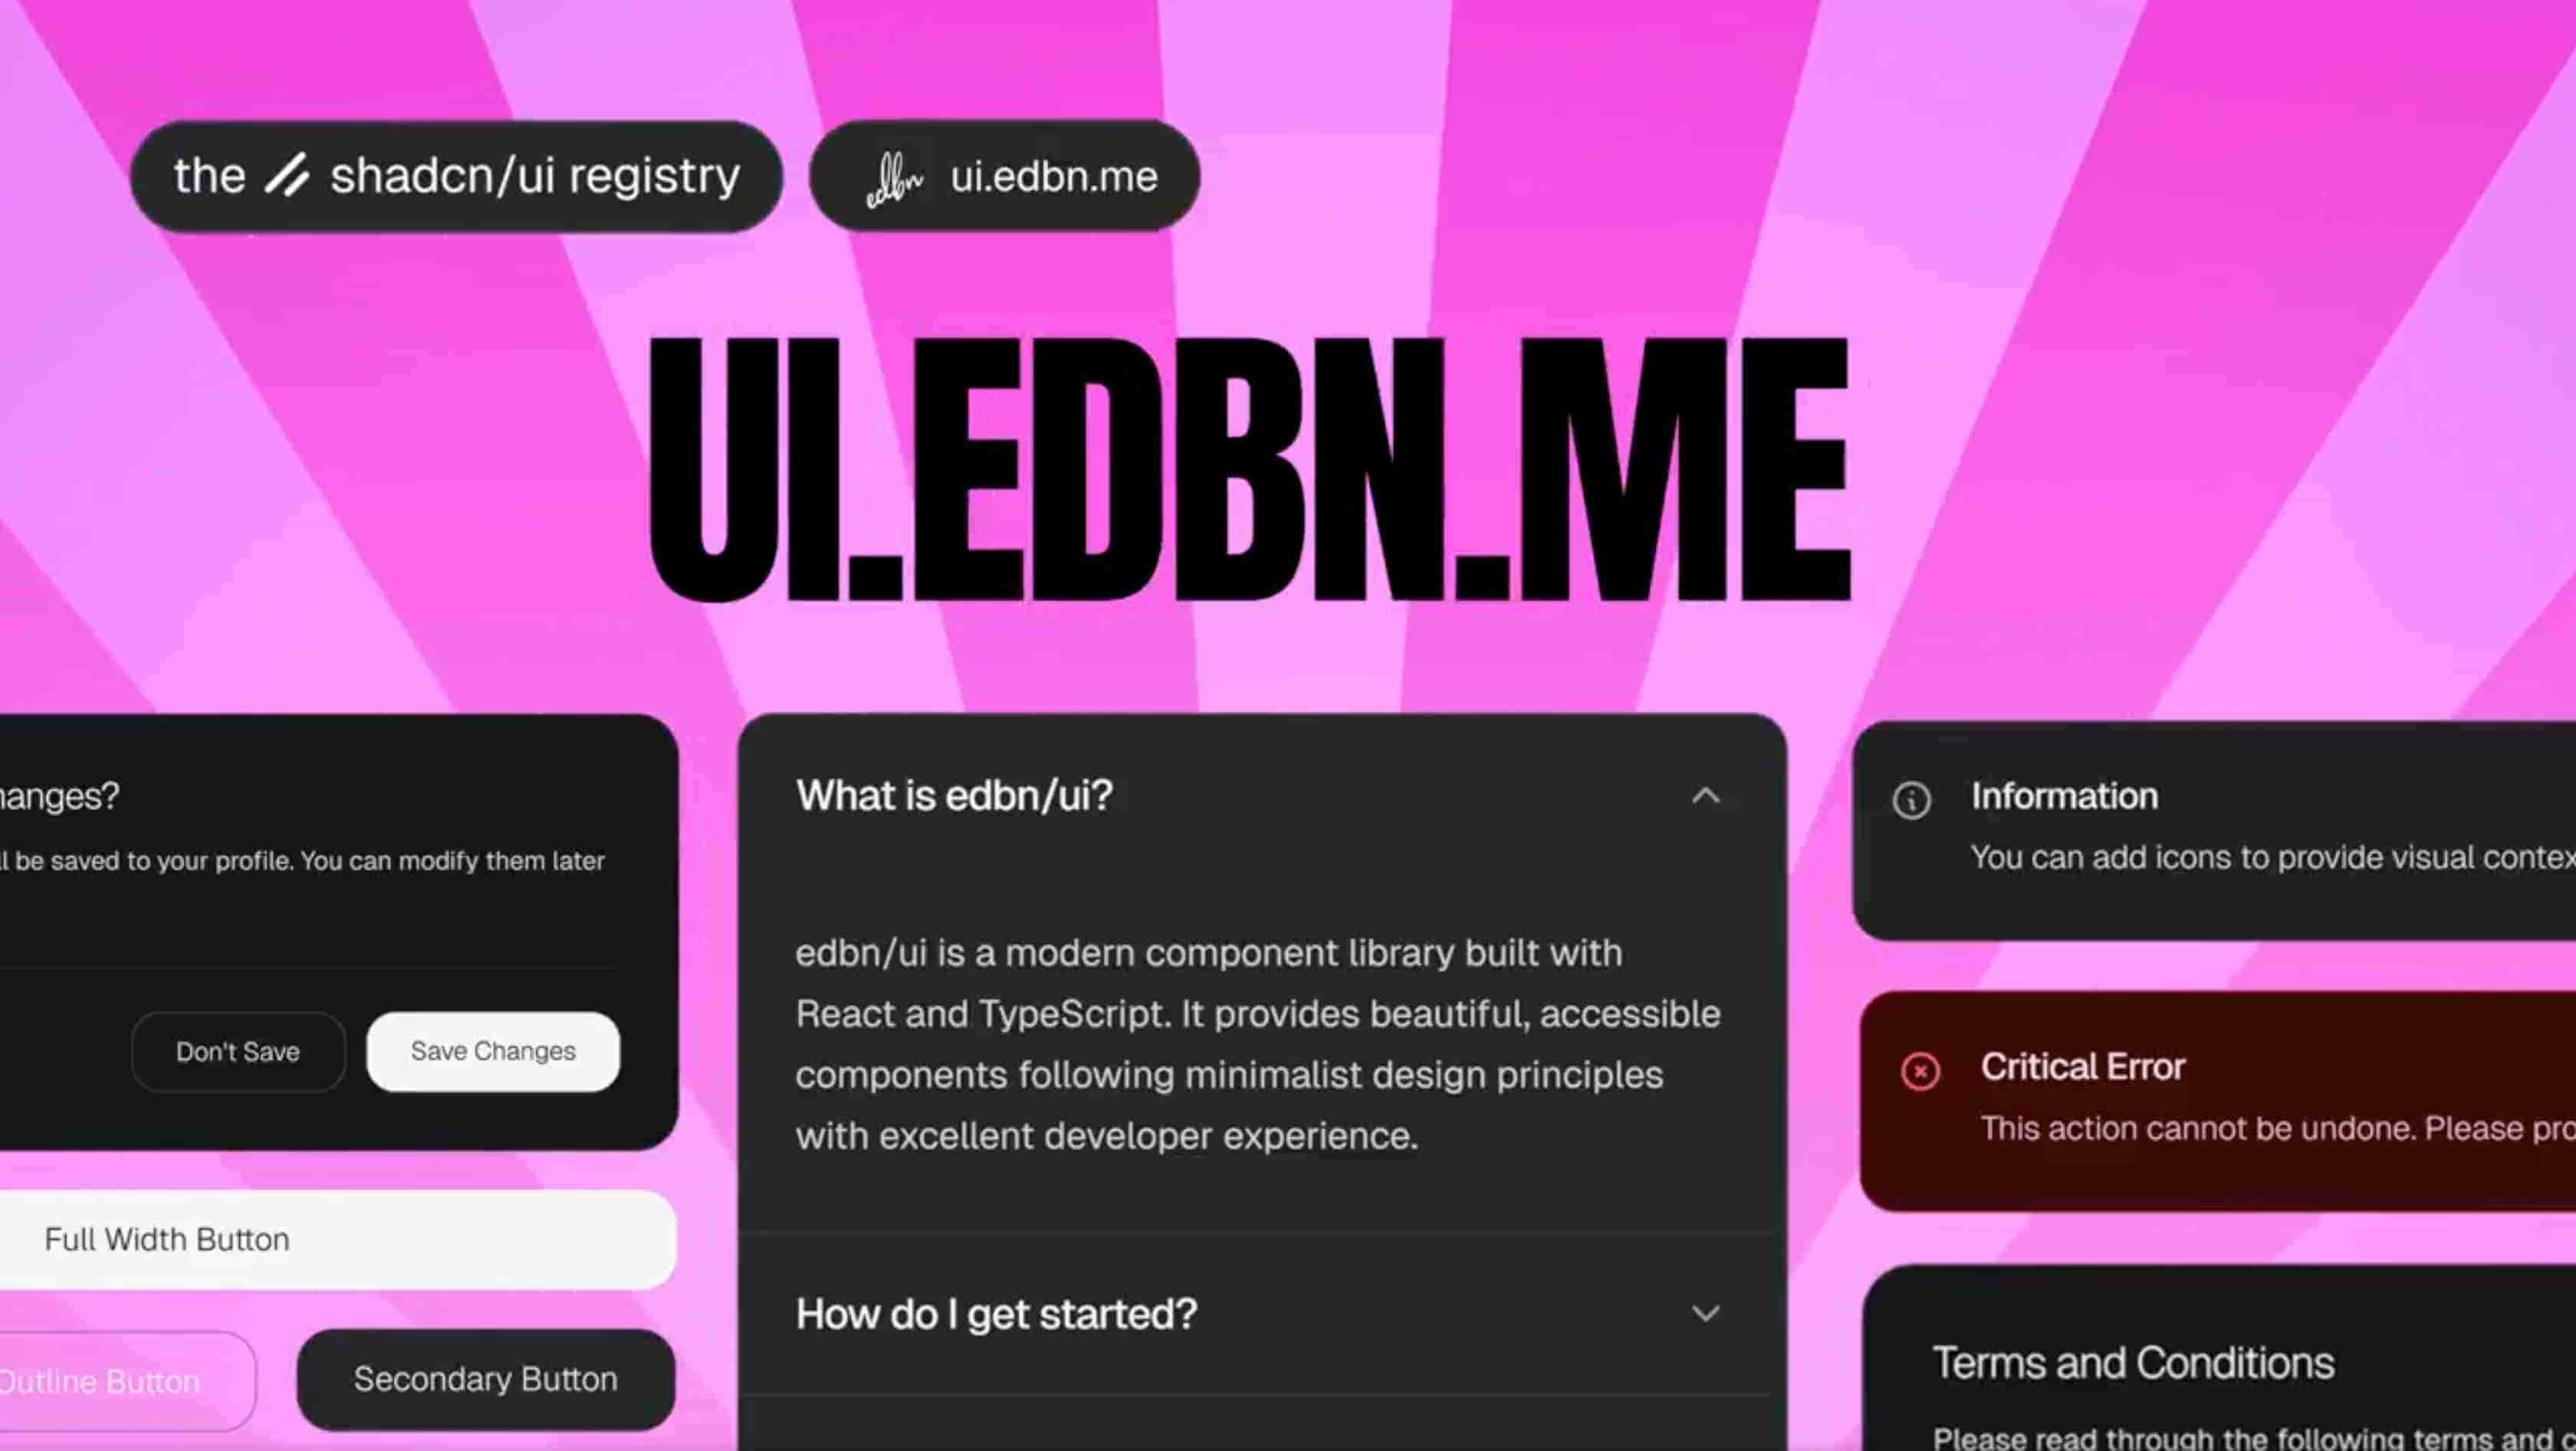 the shadcn/ui registry
edbn ui.edbn.me
UI.EDBN.ME
hanges?
ll be saved to your profile. You can modify them later
Don't Save
Save Changes
Full Width Button
Outline Button
Secondary Button
What is edbn/ui?
edbn/ui is a modern component library built with
React and TypeScript. It provides beautiful, accessible
components following minimalist design principles
with excellent developer experience.
How do I get started?
Information
You can add icons to provide visual contex
Critical Error
This action cannot be undone. Please pro
Terms and Conditions
Please read through the following terms and